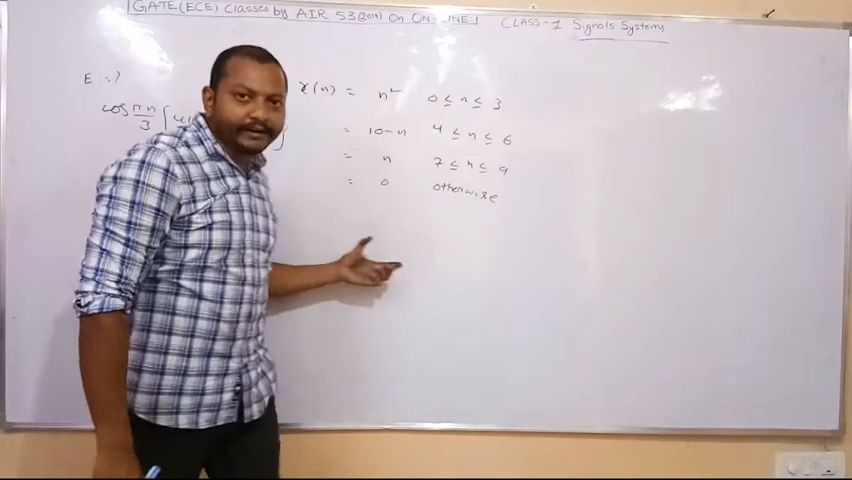 GATE(ECE) Classes by AIR 53(2018) On ON-LINE CLASS-1 Signals Systems
E = ?
x(n) = n² 0 ≤ n ≤ 3
cos πn/3
= 10-n 4 ≤ n ≤ 6
= n 7 ≤ n ≤ 9
= 0 otherwise